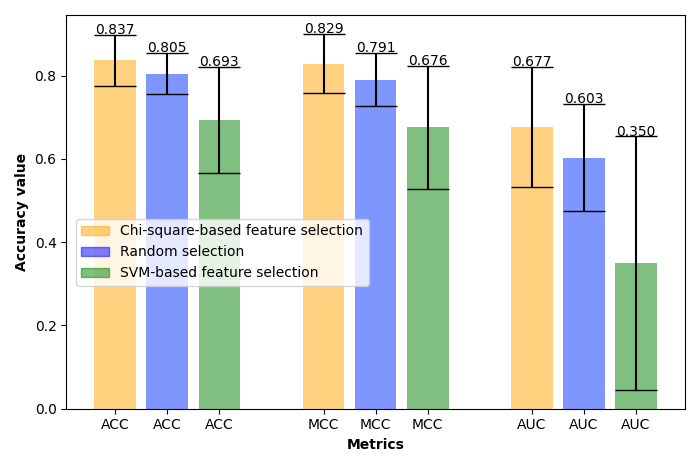 0.837
0.805
0.693
0.829
0.791
0.676
0.677
0.603
0.350
0.8
0.6
0.4
0.2
0.0
Accuracy value
Chi-square-based feature selection
Random selection
SVM-based feature selection
ACC ACC ACC MCC MCC MCC AUC AUC AUC
Metrics